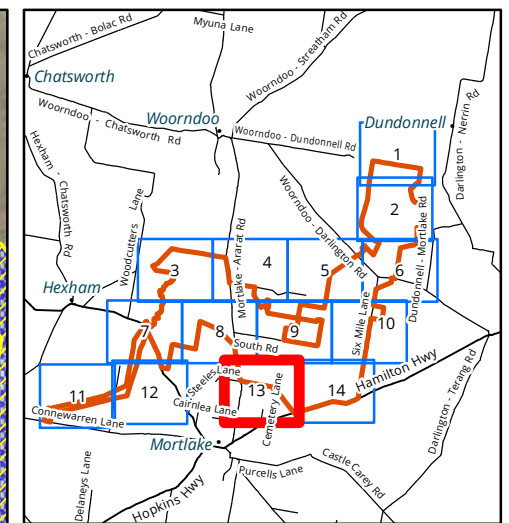 Chatsworth - Bolac Rd
Myuna Lane
Woorndoo - Streatham Rd
Chatsworth
Woorndoo - Chatsworth Rd
Woorndoo
Woorndoo - Dundonnell Rd
Dundonnell
Darlington - Nerrin Rd
Hexham - Chatsworth Rd
Woodcutters Lane
Mortlake - Ararat Rd
Woorndoo - Darlington Rd
Dundonnell - Mortlake Rd
1
2
3
4
5
6
Hexham
7
8
9
10
Six Mile Lane
South Rd
Hamilton Hwy
11
12
13
14
Steeles Lane
Cairnlea Lane
Cemetery Lane
Connewarren Lane
Mortlake
Darlington - Terang Rd
Delaneys Lane
Hopkins Hwy
Purcells Lane
Castle Carey Rd